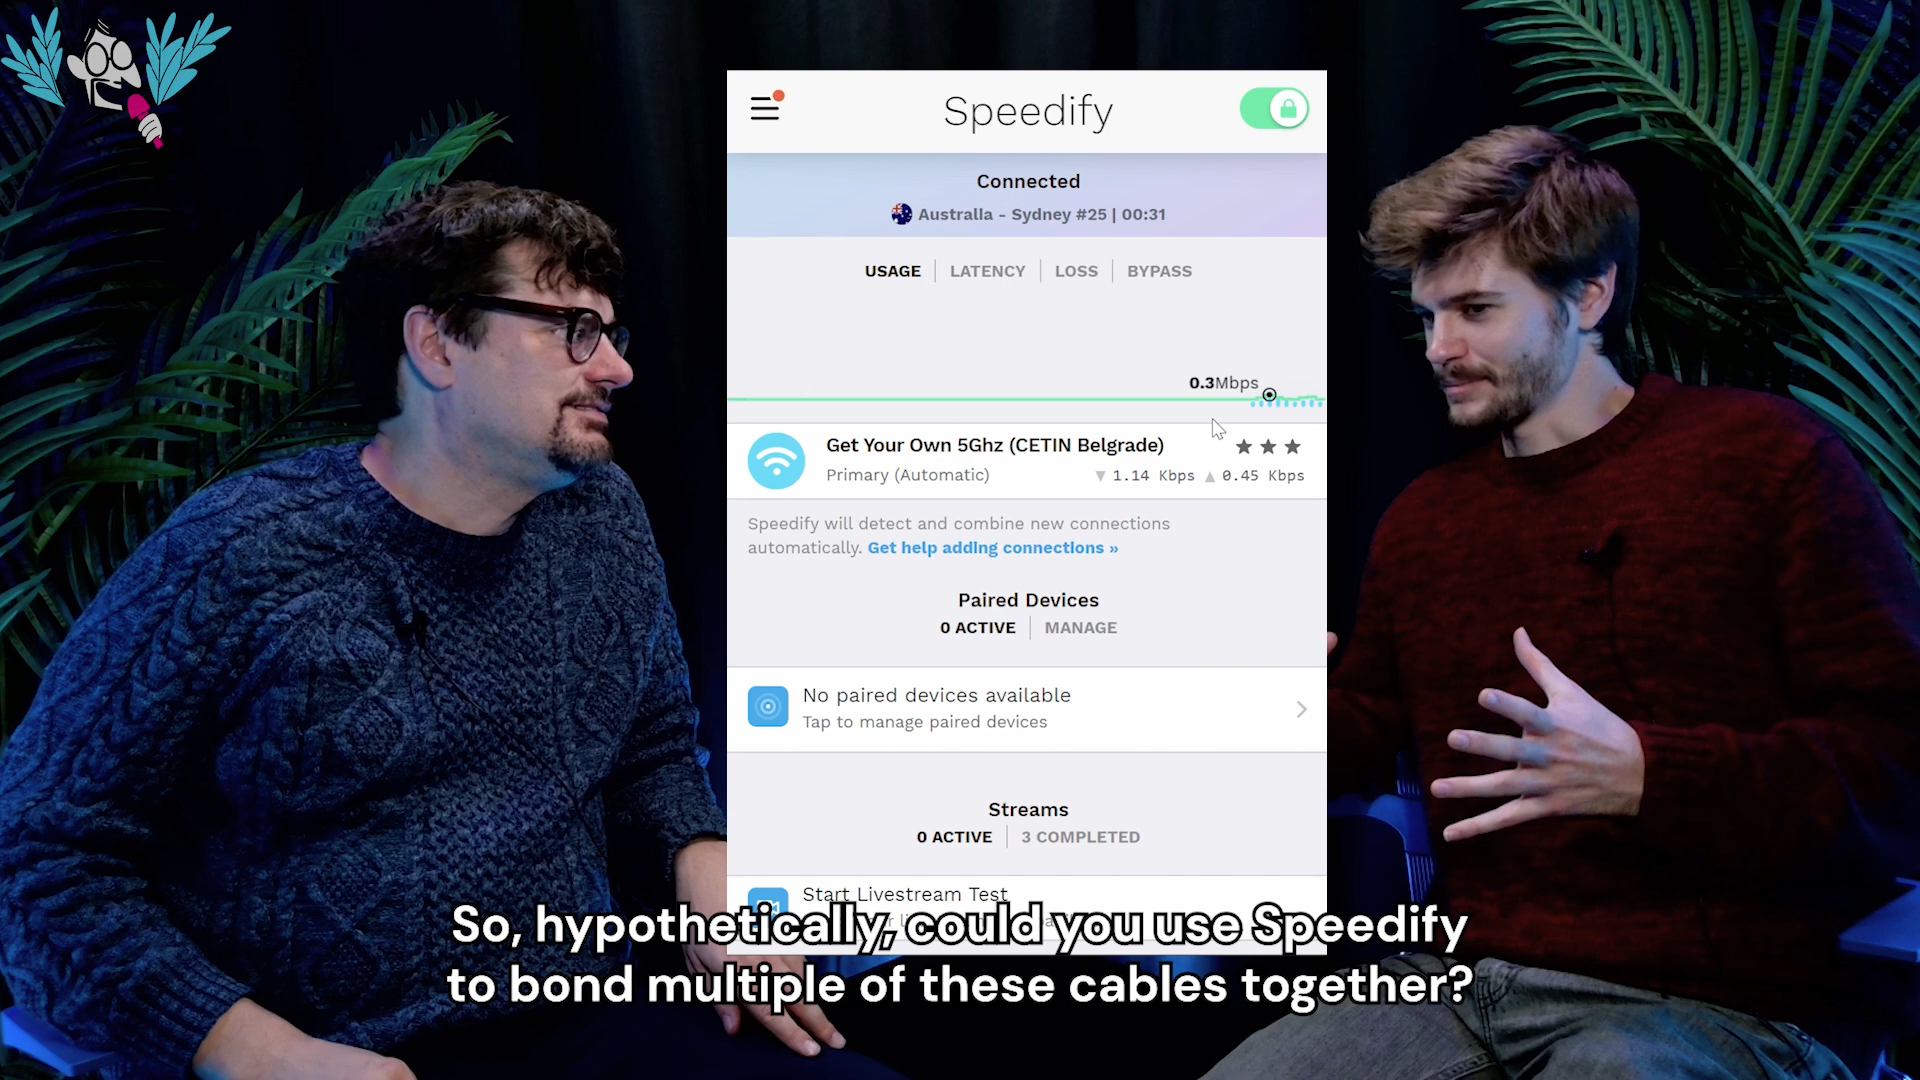 Speedify
Connected
Australia - Sydney #25 | 00:31
USAGE | LATENCY | LOSS | BYPASS
0.3Mbps
Get Your Own 5Ghz (CETIN Belgrade) ★ ★ ★
Primary (Automatic) ▼ 1.14 Kbps ▲ 0.45 Kbps
Speedify will detect and combine new connections
automatically. Get help adding connections »
Paired Devices
0 ACTIVE | MANAGE
No paired devices available
Tap to manage paired devices
Streams
0 ACTIVE | 3 COMPLETED
Start Livestream Test
So, hypothetically, could you use Speedify
to bond multiple of these cables together?